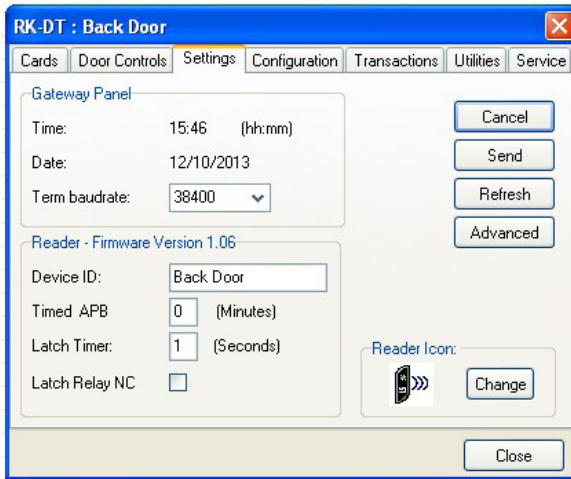 RK-DT : Back Door
Cards Door Controls Settings Configuration Transactions Utilities Service
Gateway Panel
Time: 15:46 (hh:mm)
Date: 12/10/2013
Term baudrate: 38400
Cancel
Send
Refresh
Advanced
Reader - Firmware Version 1.06
Device ID: Back Door
Timed APB 0 (Minutes)
Latch Timer: 1 (Seconds)
Latch Relay NC
Reader Icon:
Change
Close